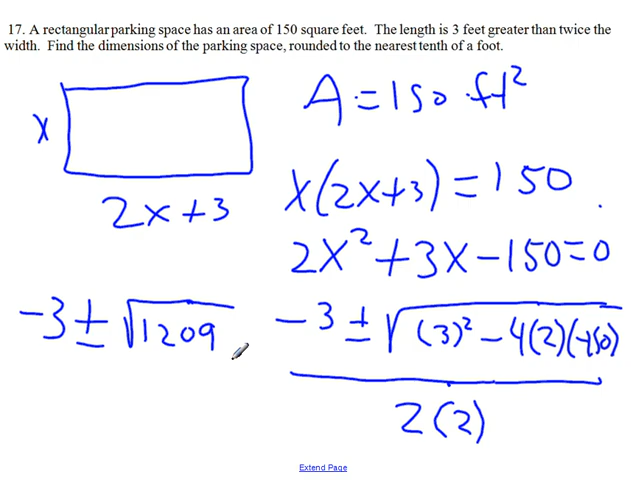 17. A rectangular parking space has an area of 150 square feet. The length is 3 feet greater than twice the
width. Find the dimensions of the parking space, rounded to the nearest tenth of a foot.
A = 150 ft²
x
2x+3
x(2x+3) = 150
2x² + 3x - 150 = 0
-3 ± √1209
-3 ± √(3)² - 4(2)(-150)
2(2)
Extend Page